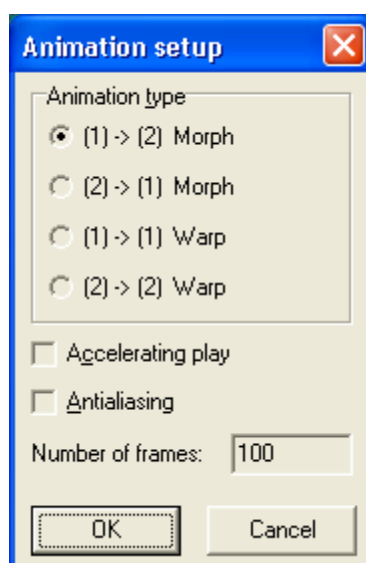 Animation setup
Animation type
(1) -> (2) Morph
(2) -> (1) Morph
(1) -> (1) Warp
(2) -> (2) Warp
Accelerating play
Antialiasing
Number of frames: 100
OK Cancel